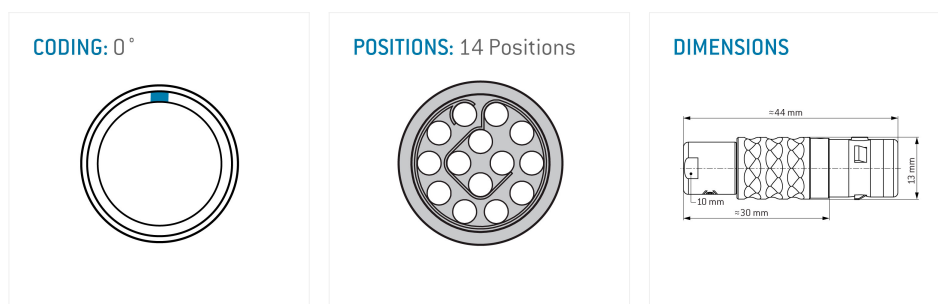 CODING: 0°
POSITIONS: 14 Positions
DIMENSIONS
≈44 mm
13 mm
10 mm
≈30 mm